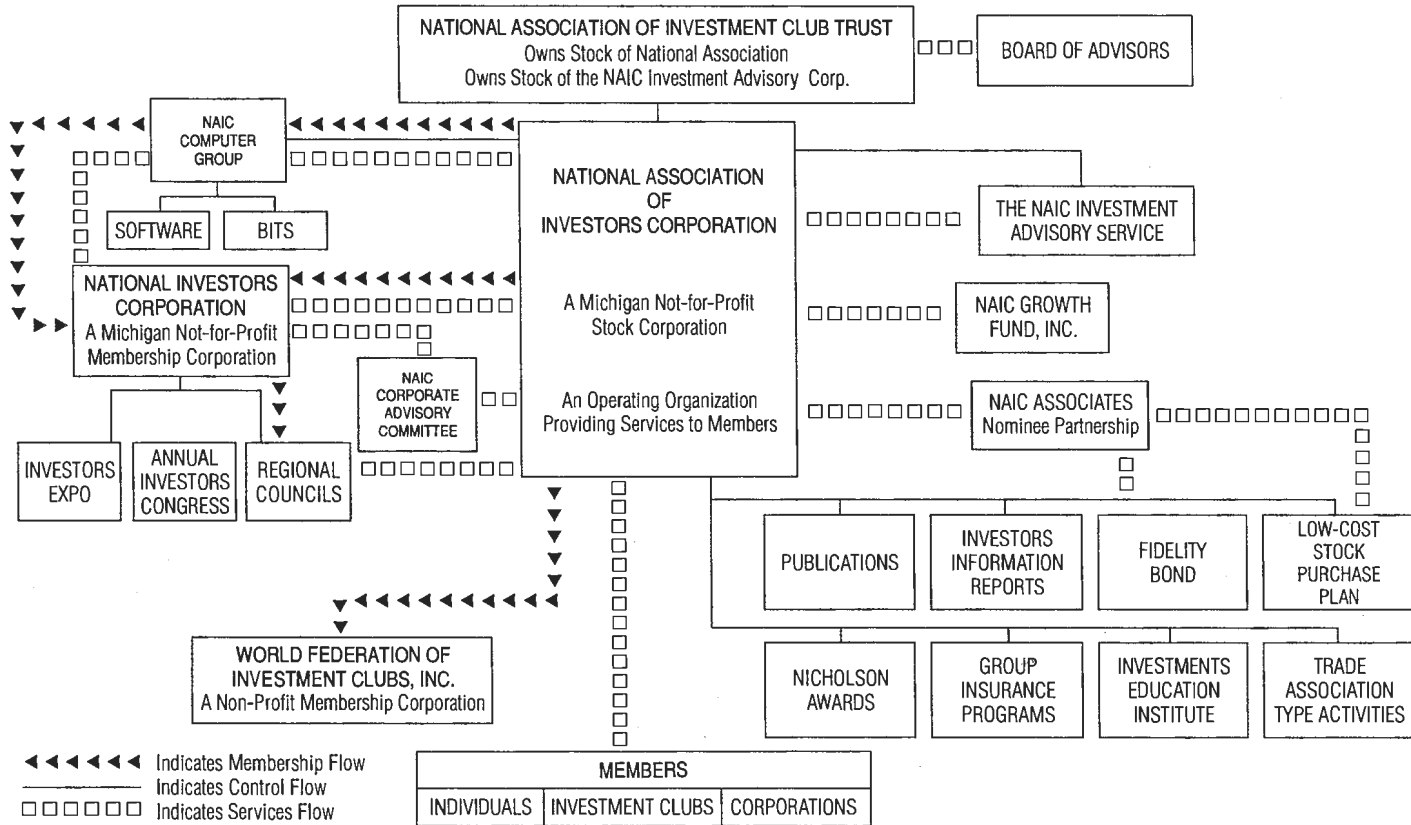 NATIONAL ASSOCIATION OF INVESTMENT CLUB TRUST
Owns Stock of National Association
Owns Stock of the NAIC Investment Advisory Corp.
BOARD OF ADVISORS
NAIC
COMPUTER
GROUP
SOFTWARE
BITS
NATIONAL ASSOCIATION
OF
INVESTORS CORPORATION
A Michigan Not-for-Profit
Stock Corporation
An Operating Organization
Providing Services to Members
THE NAIC INVESTMENT
ADVISORY SERVICE
NATIONAL INVESTORS
CORPORATION
A Michigan Not-for-Profit
Membership Corporation
NAIC GROWTH
FUND, INC.
NAIC
CORPORATE
ADVISORY
COMMITTEE
NAIC ASSOCIATES
Nominee Partnership
INVESTORS
EXPO
ANNUAL
INVESTORS
CONGRESS
REGIONAL
COUNCILS
PUBLICATIONS
INVESTORS
INFORMATION
REPORTS
FIDELITY
BOND
LOW-COST
STOCK
PURCHASE
PLAN
WORLD FEDERATION OF
INVESTMENT CLUBS, INC.
A Non-Profit Membership Corporation
NICHOLSON
AWARDS
GROUP
INSURANCE
PROGRAMS
INVESTMENTS
EDUCATION
INSTITUTE
TRADE
ASSOCIATION
TYPE ACTIVITIES
Indicates Membership Flow
Indicates Control Flow
Indicates Services Flow
MEMBERS
INDIVIDUALS
INVESTMENT CLUBS
CORPORATIONS